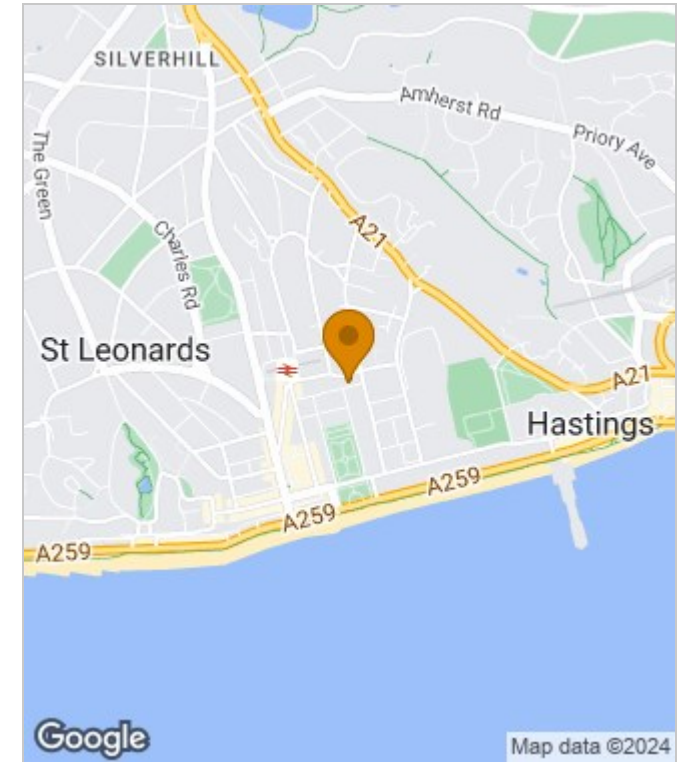 SILVERHILL
Amherst Rd
Priory Ave
The Green
A21
Charles Rd
St Leonards
A21
Hastings
A259
A259
A259
Google
Map data ©2024